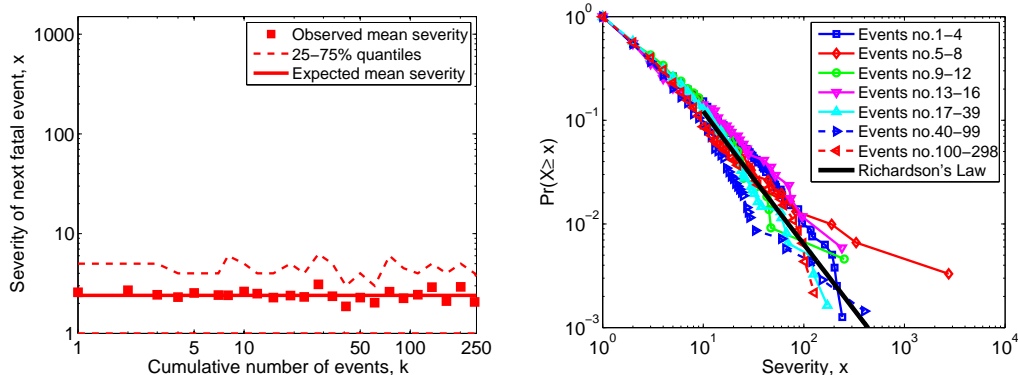 1000
100
10
1
Severity of next fatal event, x
Observed mean severity
25−75% quantiles
Expected mean severity
1 5 10 50 100 250
Cumulative number of events, k
10^0
10^−1
10^−2
10^−3
Pr(X≥ x)
Events no.1−4
Events no.5−8
Events no.9−12
Events no.13−16
Events no.17−39
Events no.40−99
Events no.100−298
Richardson's Law
10^0 10^1 10^2 10^3 10^4
Severity, x